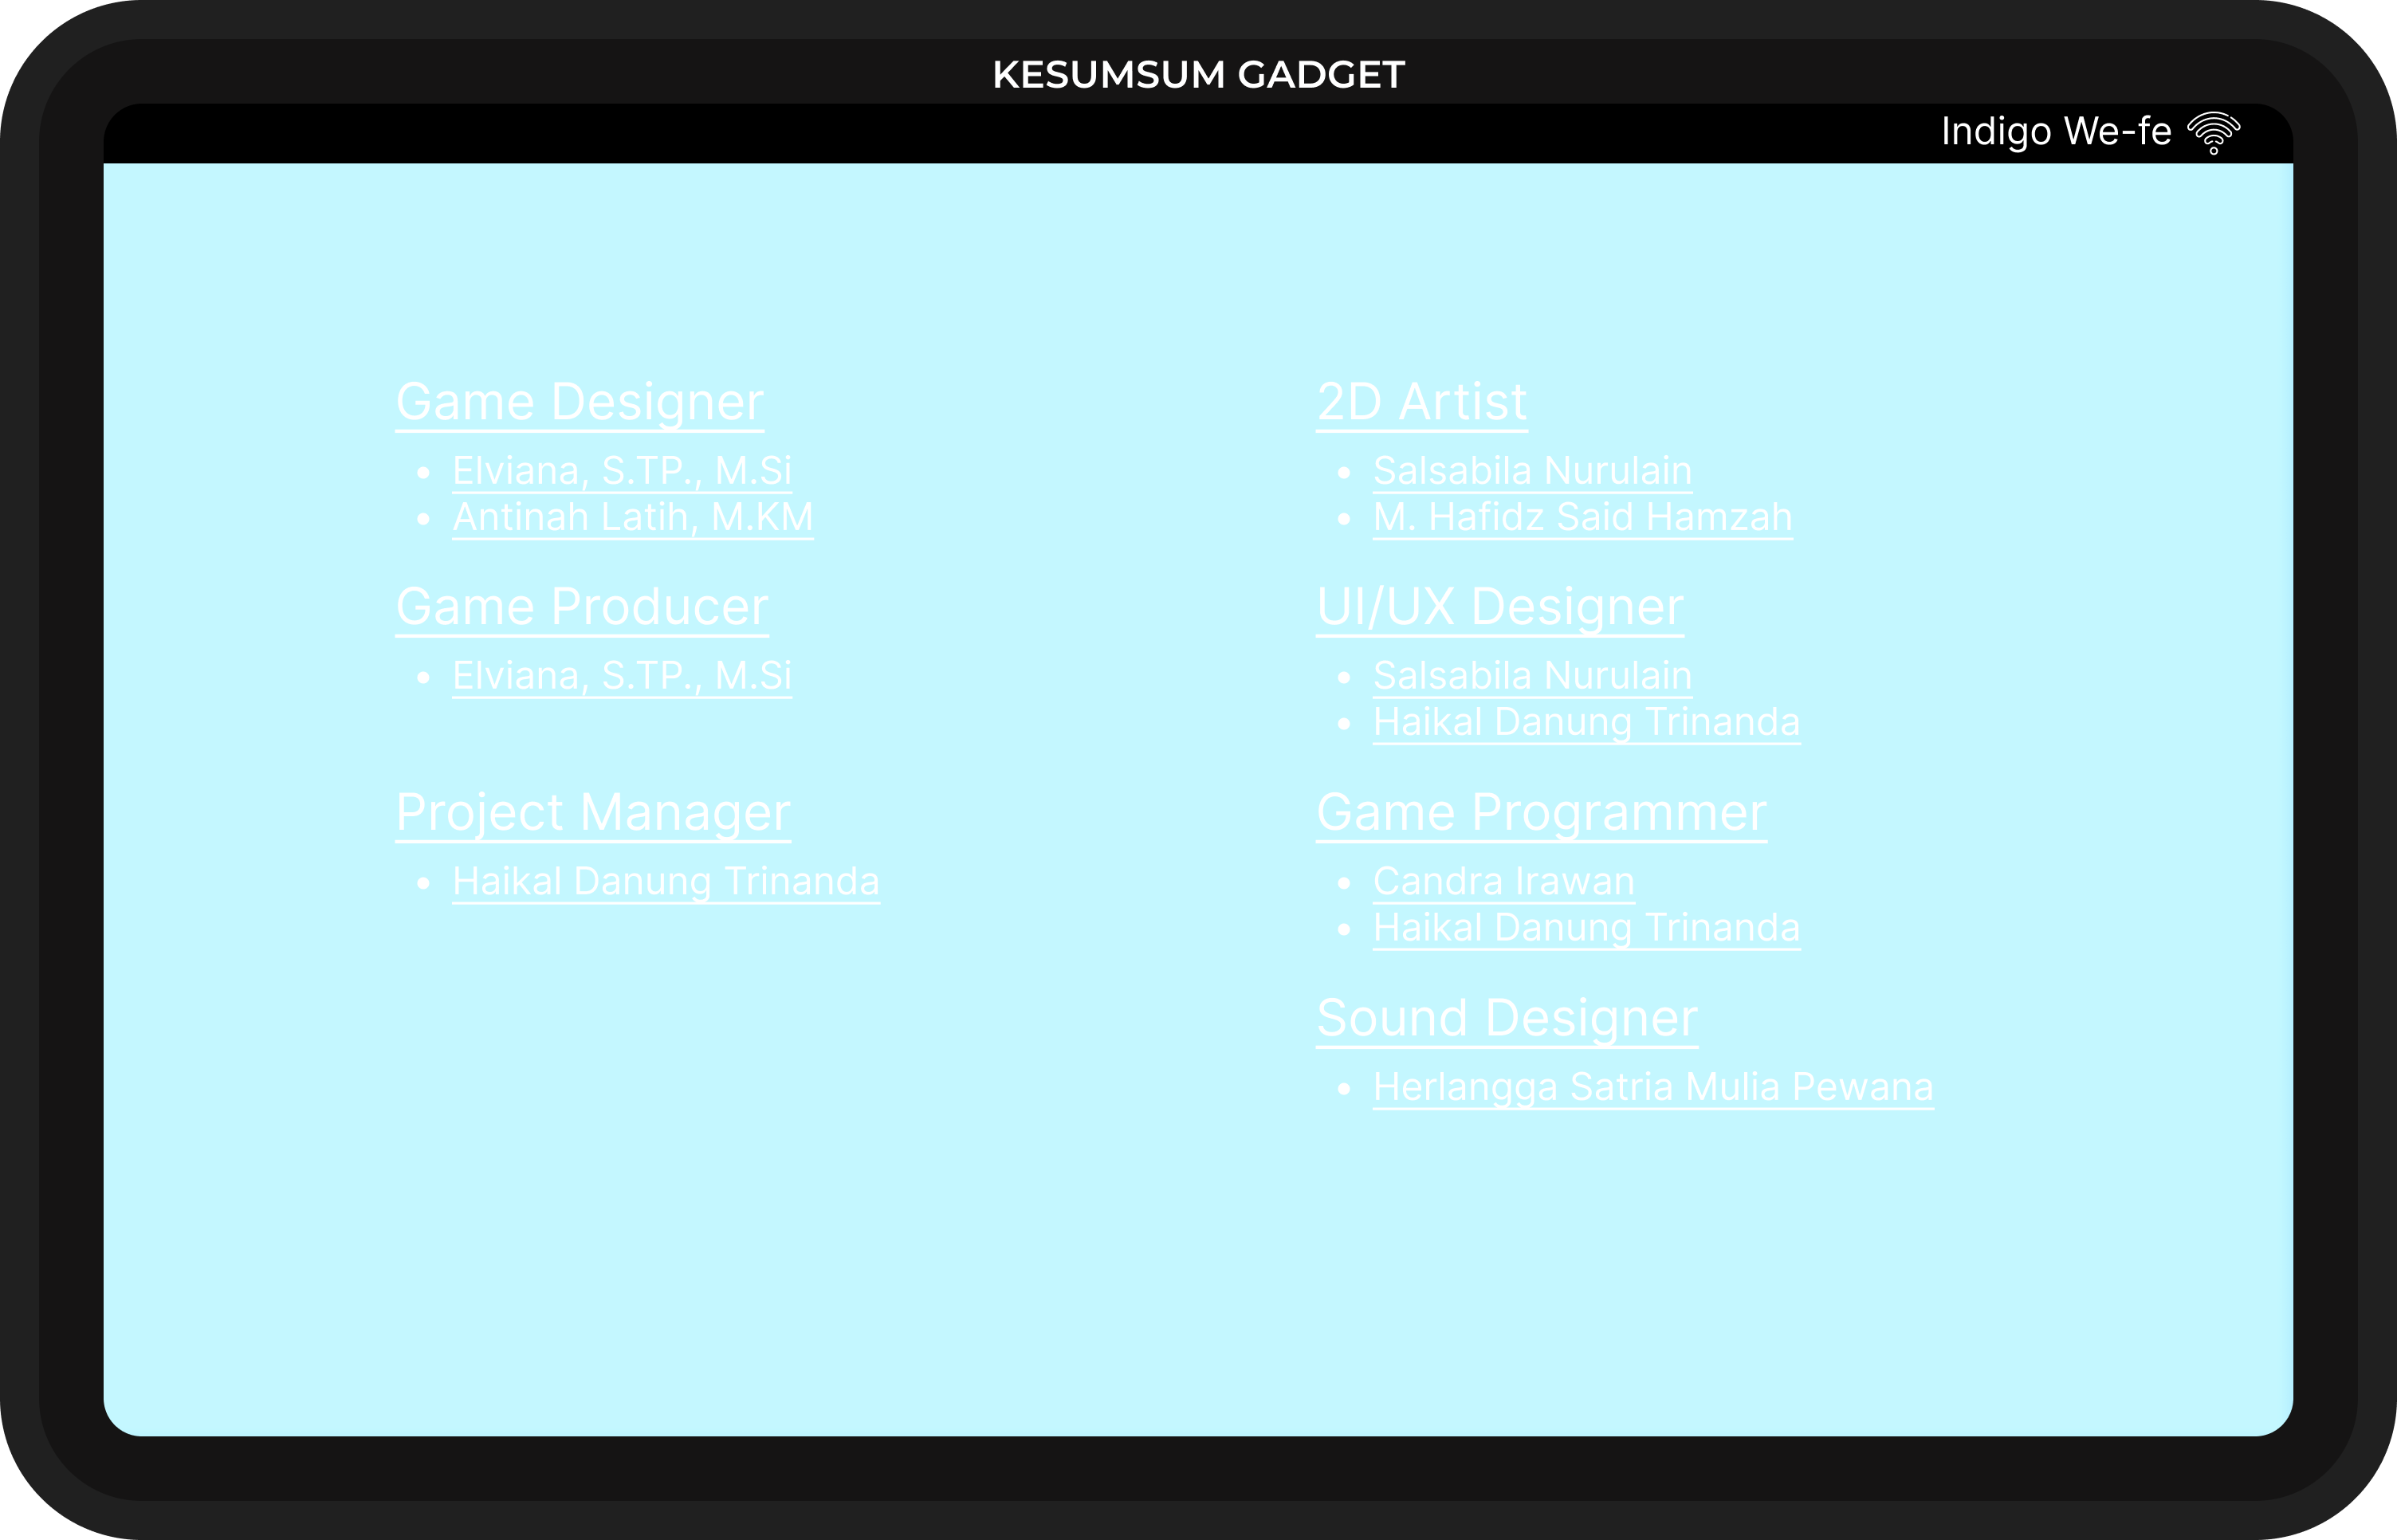 KESUMSUM GADGET
Indigo We-fe
Game Designer
• Elviana, S.TP., M.Si
• Antinah Latih, M.KM
Game Producer
• Elviana, S.TP., M.Si
Project Manager
• Haikal Danung Trinanda
2D Artist
• Salsabila Nurulain
• M. Hafidz Said Hamzah
UI/UX Designer
• Salsabila Nurulain
• Haikal Danung Trinanda
Game Programmer
• Candra Irawan
• Haikal Danung Trinanda
Sound Designer
• Herlangga Satria Mulia Pewana